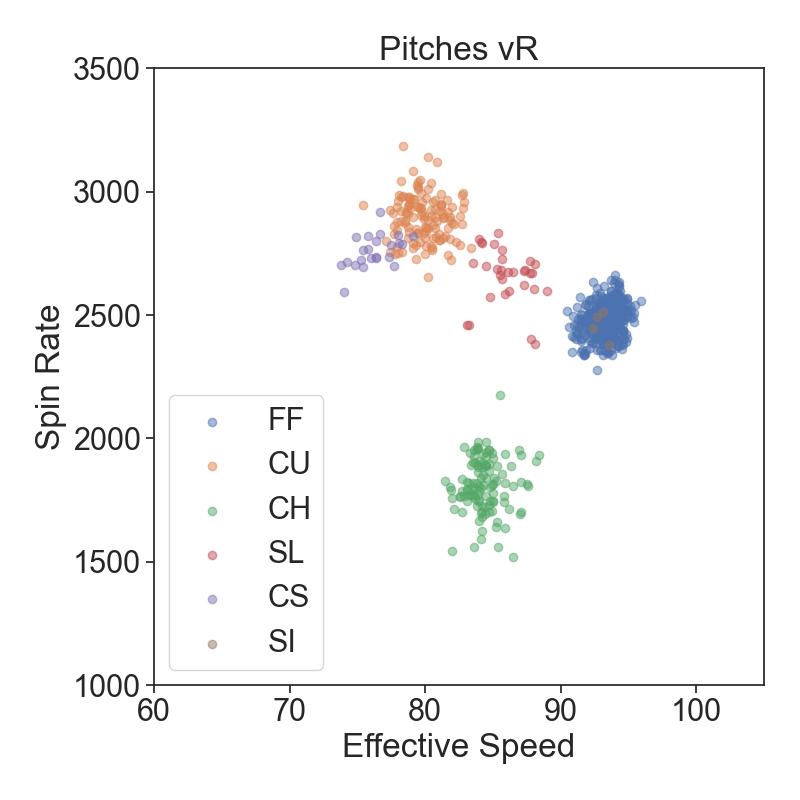 Pitches vR
3500
3000
2500
2000
1500
1000
Spin Rate
FF
CU
CH
SL
CS
SI
60 70 80 90 100
Effective Speed